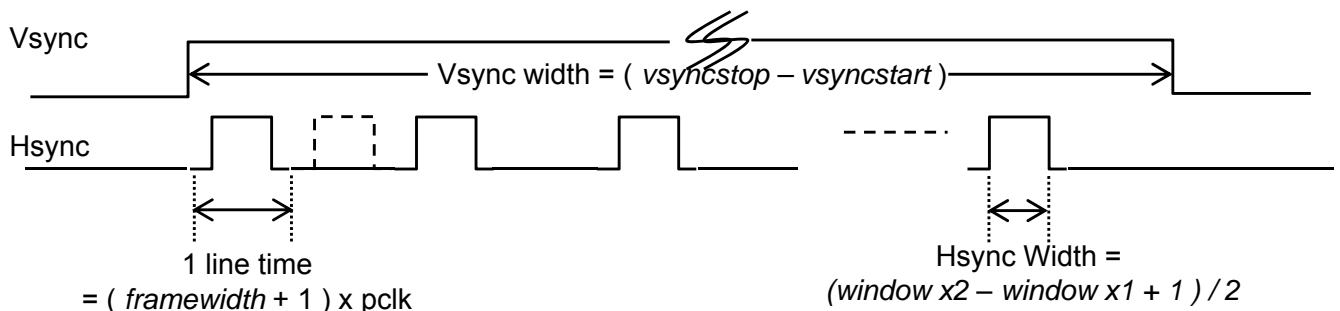 Vsync
Vsync width = ( vsyncstop – vsyncstart )
Hsync
1 line time
= ( framewidth + 1 ) x pclk
Hsync Width =
(window x2 – window x1 + 1 ) / 2